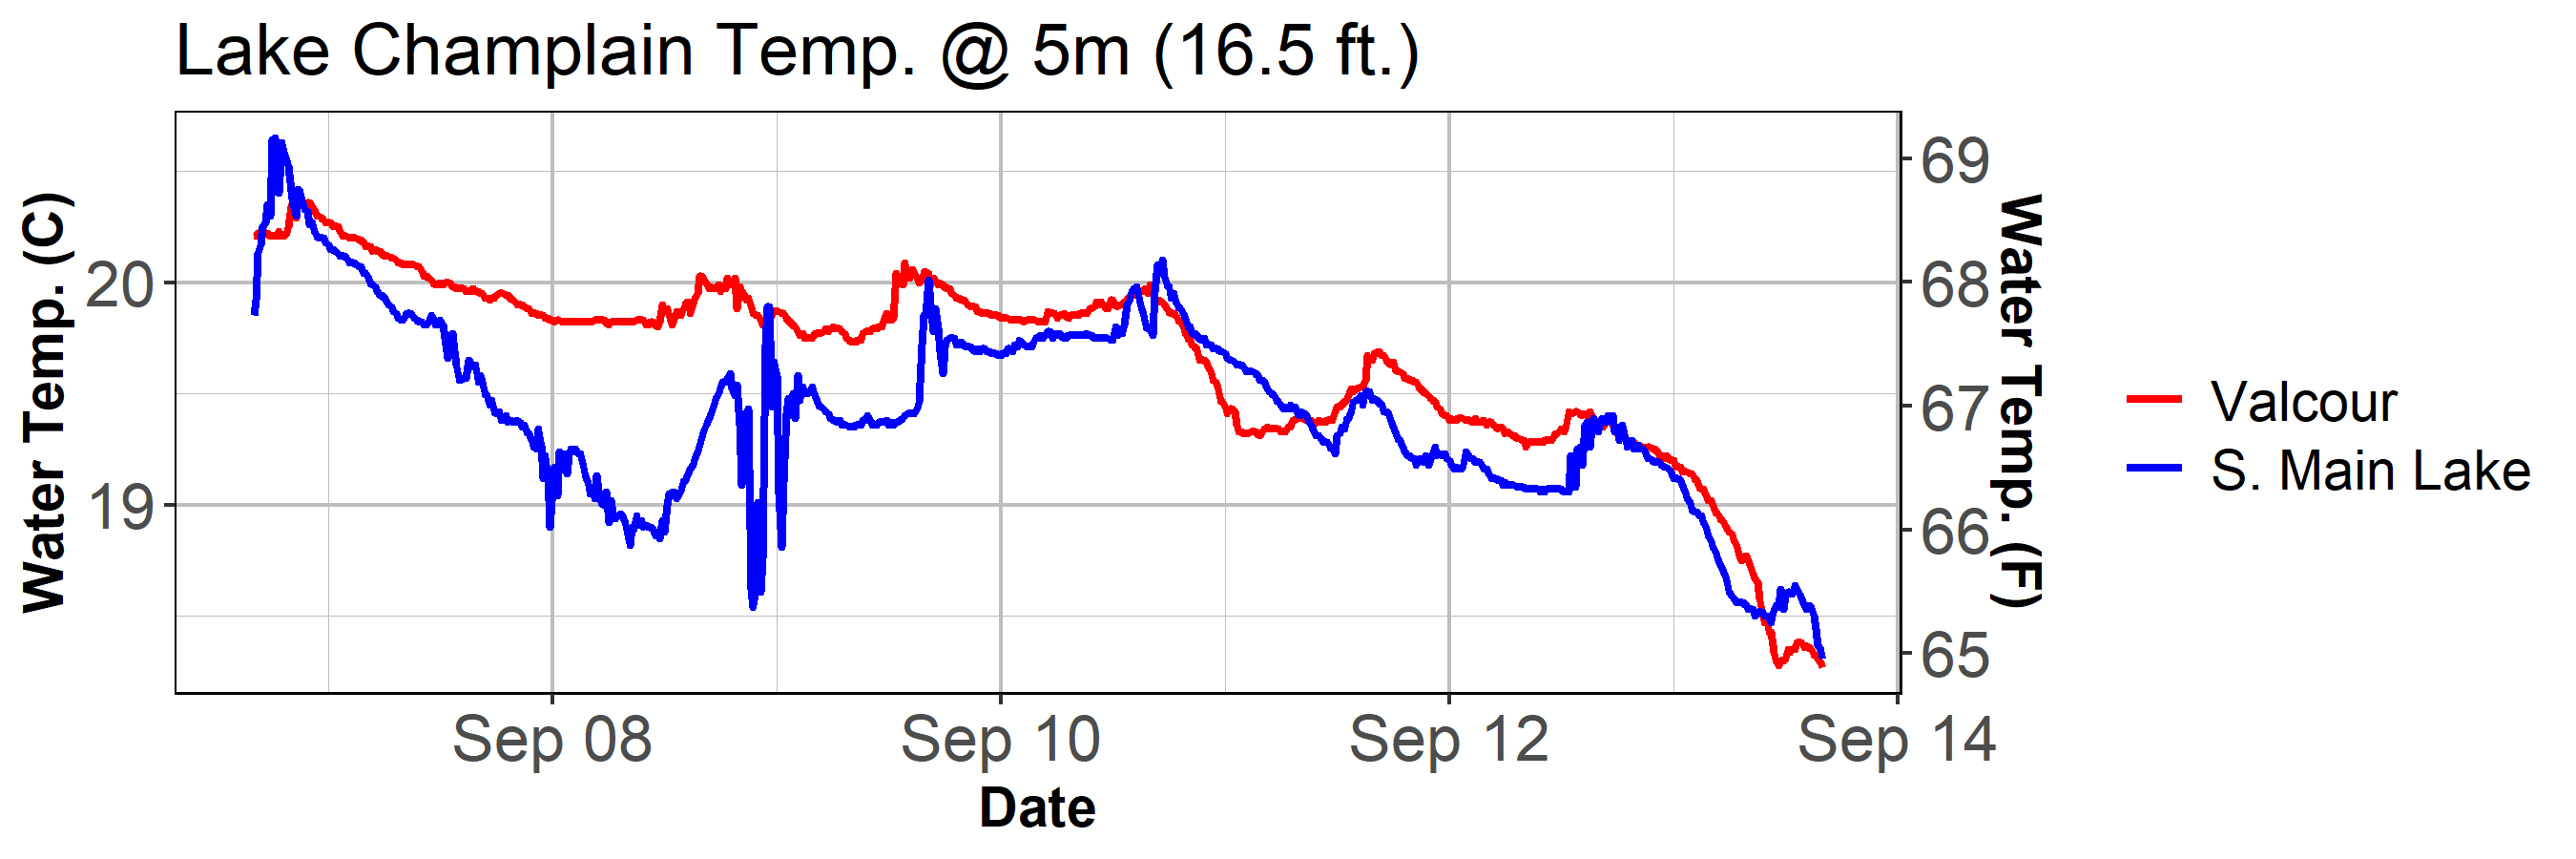 Lake Champlain Temp. @ 5m (16.5 ft.)
Water Temp. (C)
20
19
69
68
67
66
65
Water Temp. (F)
Valcour
S. Main Lake
Sep 08
Sep 10
Sep 12
Sep 14
Date